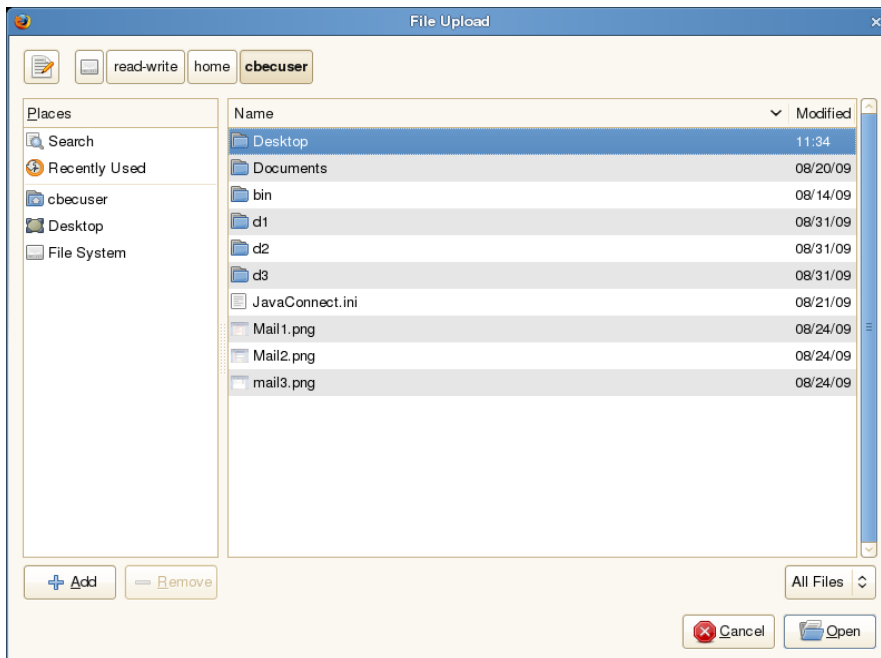 File Upload
read-write home cbecuser
Places
Search
Recently Used
cbecuser
Desktop
File System
Name Modified
Desktop 11:34
Documents 08/20/09
bin 08/14/09
d1 08/31/09
d2 08/31/09
d3 08/31/09
JavaConnect.ini 08/21/09
Mail1.png 08/24/09
Mail2.png 08/24/09
mail3.png 08/24/09
Add Remove All Files
Cancel Open